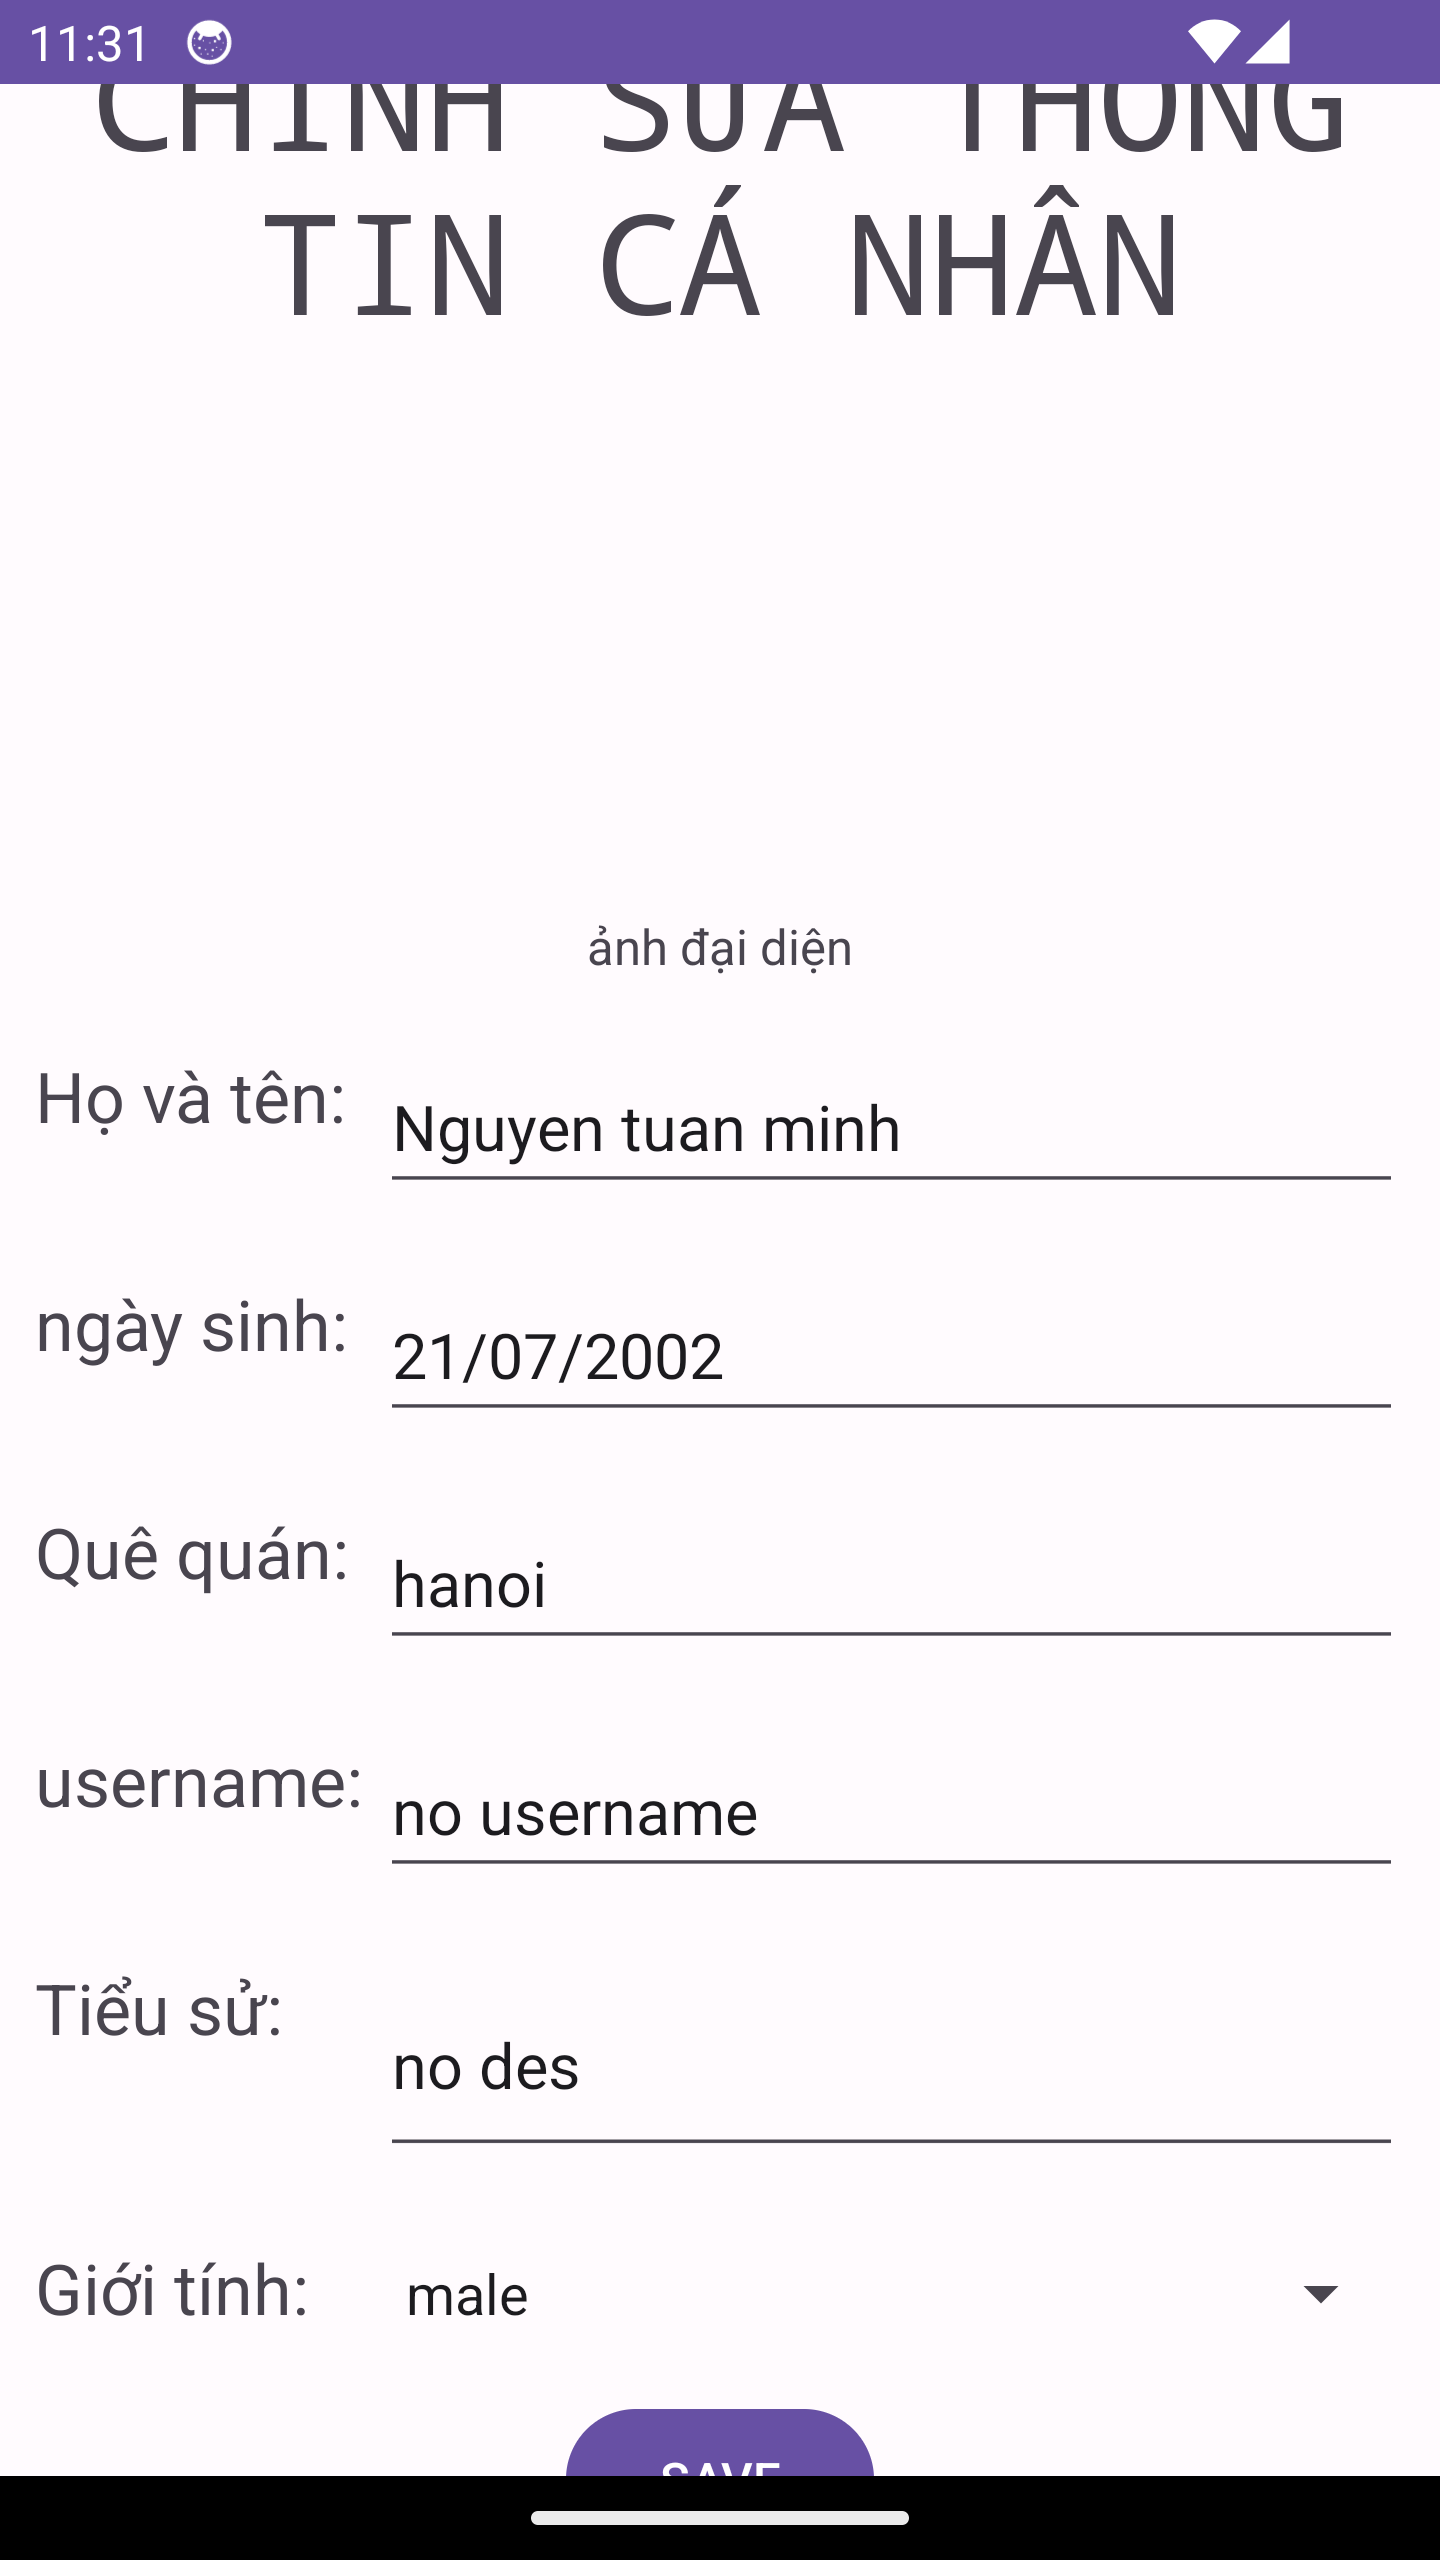 11:31
CHỈNH SỬA THÔNG
TIN CÁ NHÂN
ảnh đại diện
Họ và tên:
Nguyen tuan minh
ngày sinh:
21/07/2002
Quê quán:
hanoi
username:
no username
Tiểu sử:
no des
Giới tính:
male
SAVE